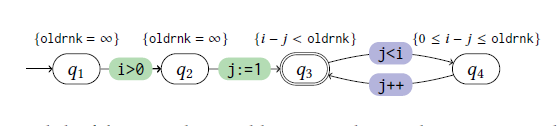 {oldrnk = ∞} {oldrnk = ∞} {i − j < oldrnk} {0 ≤ i − j ≤ oldrnk}
j<i
q1 i>0 q2 j:=1 q3 q4
j++